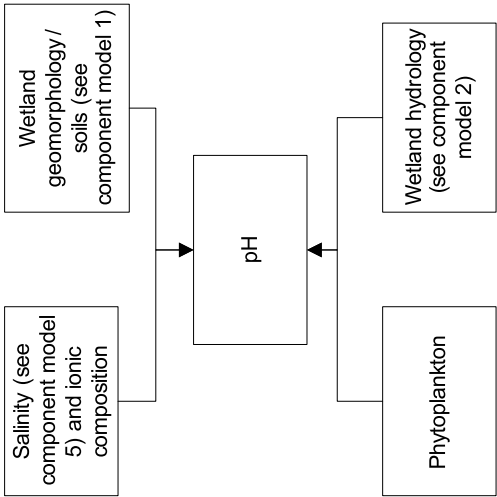 Wetland
geomorphology/
soils (see
component model 1)
Wetland hydrology
(see component
model 2)
pH
Salinity (see
component model
5) and ionic
composition
Phytoplankton